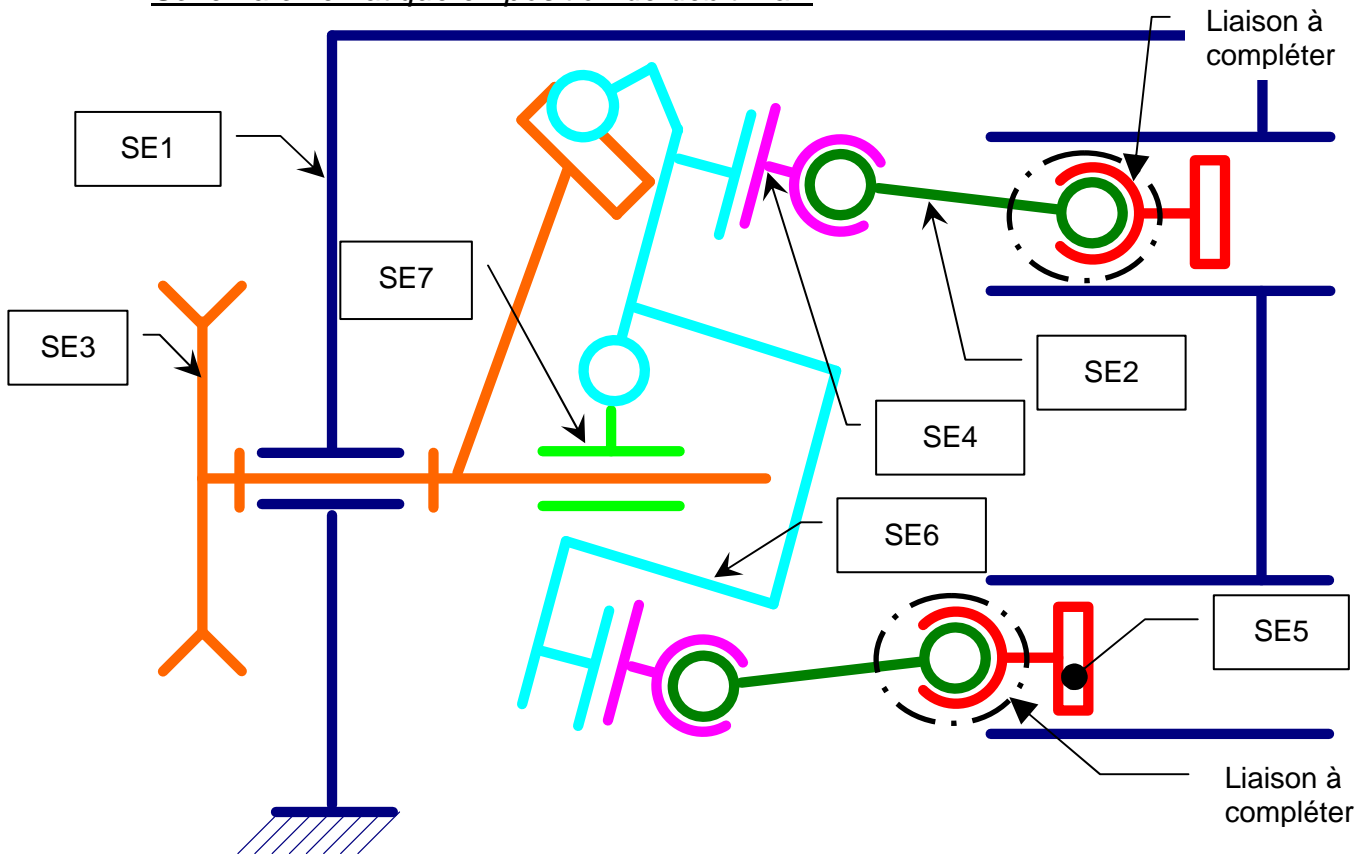 Liaison à
compléter
SE1
SE7
SE3
SE2
SE4
SE6
SE5
Liaison à
compléter